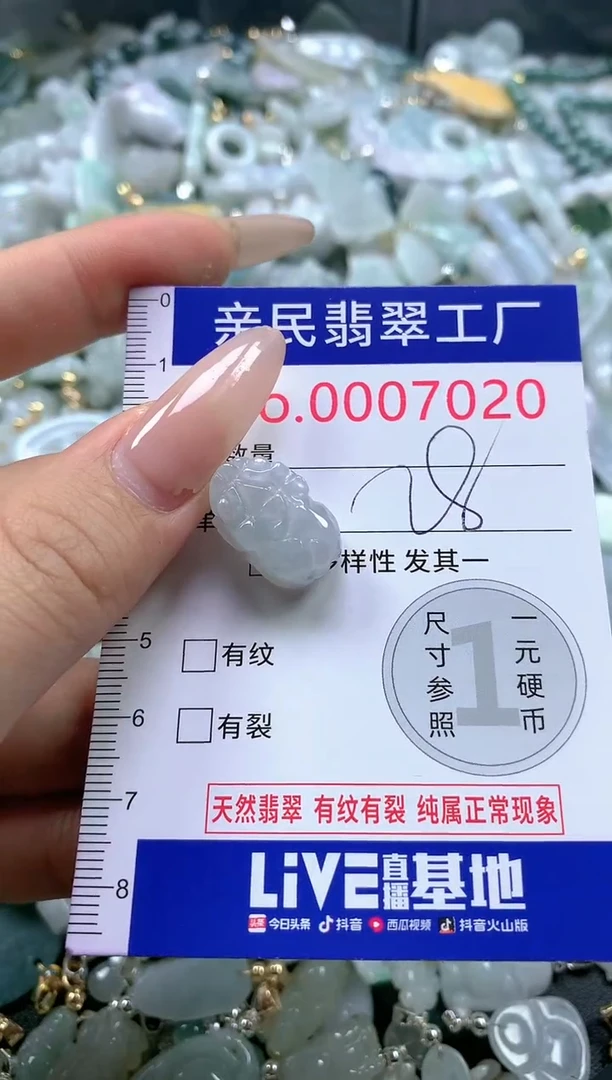 0
亲民翡翠工厂
1
.0007020
数量
28
样性 发其一
5
有纹
尺寸参照
1
一元硬币
6
有裂
7
天然翡翠 有纹有裂 纯属正常现象
8
LiVE直播基地
头条 今日头条 抖音 西瓜视频 抖音火山版